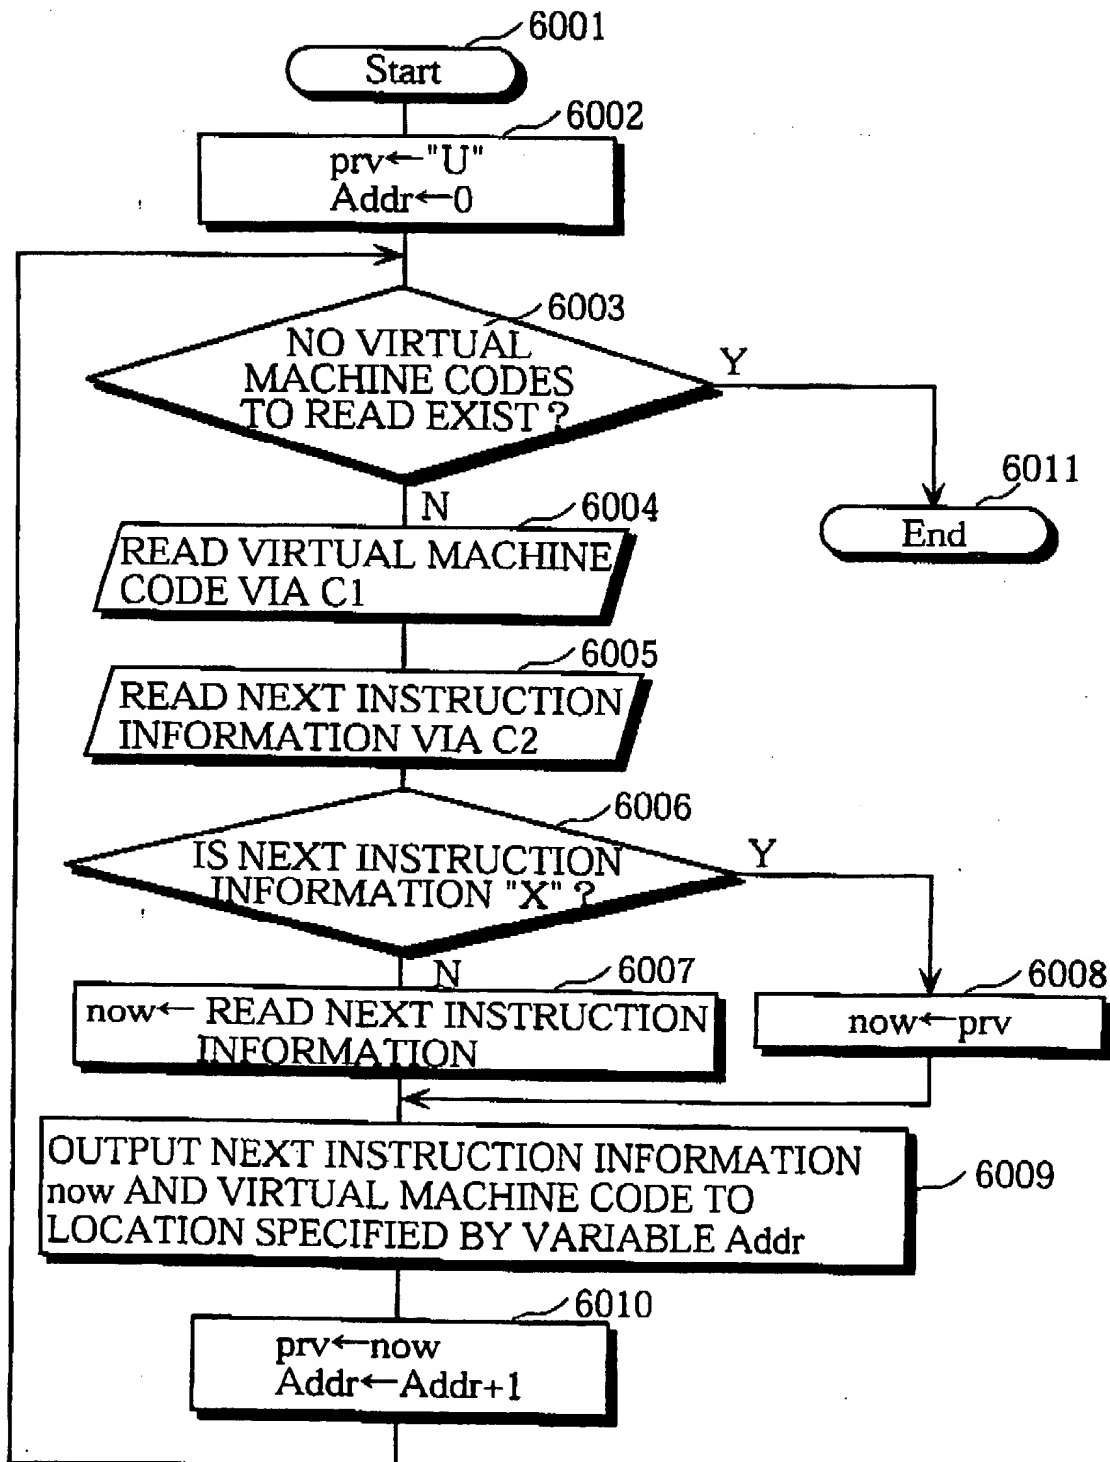 6001
Start
6002
prv←"U"
Addr←0
6003
NO VIRTUAL
MACHINE CODES
TO READ EXIST ?
Y
N
6011
End
6004
READ VIRTUAL MACHINE
CODE VIA C1
6005
READ NEXT INSTRUCTION
INFORMATION VIA C2
6006
IS NEXT INSTRUCTION
INFORMATION "X" ?
Y
N
6007
now← READ NEXT INSTRUCTION
INFORMATION
6008
now←prv
OUTPUT NEXT INSTRUCTION INFORMATION
now AND VIRTUAL MACHINE CODE TO
LOCATION SPECIFIED BY VARIABLE Addr
6009
6010
prv←now
Addr←Addr+1